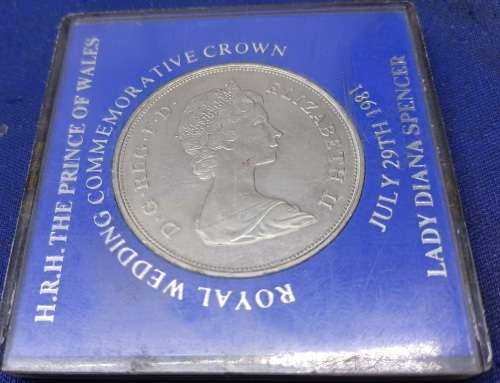 H.R.H. THE PRINCE OF WALES
ROYAL WEDDING COMMEMORATIVE CROWN
D·G·REG·F·D·
ELIZABETH II
JULY 29TH 1981
LADY DIANA SPENCER